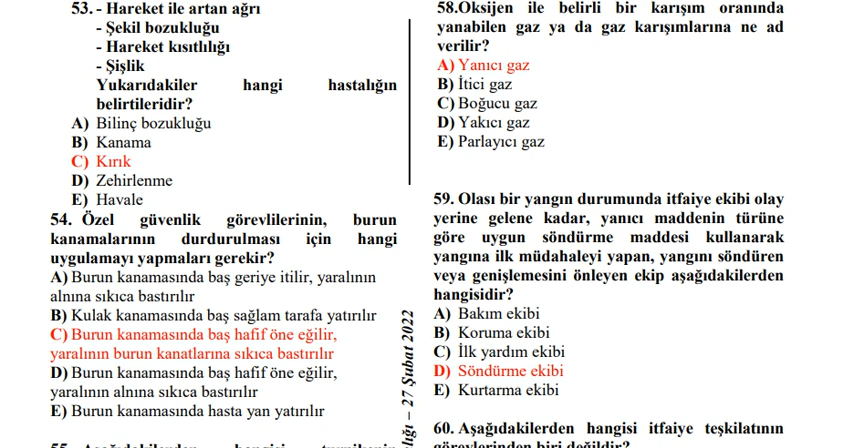 53. - Hareket ile artan ağrı
- Şekil bozukluğu
- Hareket kısıtlılığı
- Şişlik
Yukarıdakiler hangi hastalığın
belirtileridir?
A) Bilinç bozukluğu
B) Kanama
C) Kırık
D) Zehirlenme
E) Havale
54. Özel güvenlik görevlilerinin, burun
kanamalarının durdurulması için hangi
uygulamayı yapmaları gerekir?
A) Burun kanamasında baş geriye itilir, yaralının
alnına sıkıca bastırılır
B) Kulak kanamasında baş sağlam tarafa yatırılır
C) Burun kanamasında baş hafif öne eğilir,
yaralının burun kanatlarına sıkıca bastırılır
D) Burun kanamasında baş hafif öne eğilir,
yaralının alnına sıkıca bastırılır
E) Burun kanamasında hasta yan yatırılır
55. Aşağıdakilerden hangisi
– 27 Şubat 2022
58.Oksijen ile belirli bir karışım oranında
yanabilen gaz ya da gaz karışımlarına ne ad
verilir?
A) Yanıcı gaz
B) İtici gaz
C) Boğucu gaz
D) Yakıcı gaz
E) Parlayıcı gaz
59. Olası bir yangın durumunda itfaiye ekibi olay
yerine gelene kadar, yanıcı maddenin türüne
göre uygun söndürme maddesi kullanarak
yangına ilk müdahaleyi yapan, yangını söndüren
veya genişlemesini önleyen ekip aşağıdakilerden
hangisidir?
A) Bakım ekibi
B) Koruma ekibi
C) İlk yardım ekibi
D) Söndürme ekibi
E) Kurtarma ekibi
60. Aşağıdakilerden hangisi itfaiye teşkilatının
görevlerinden biri değildir?